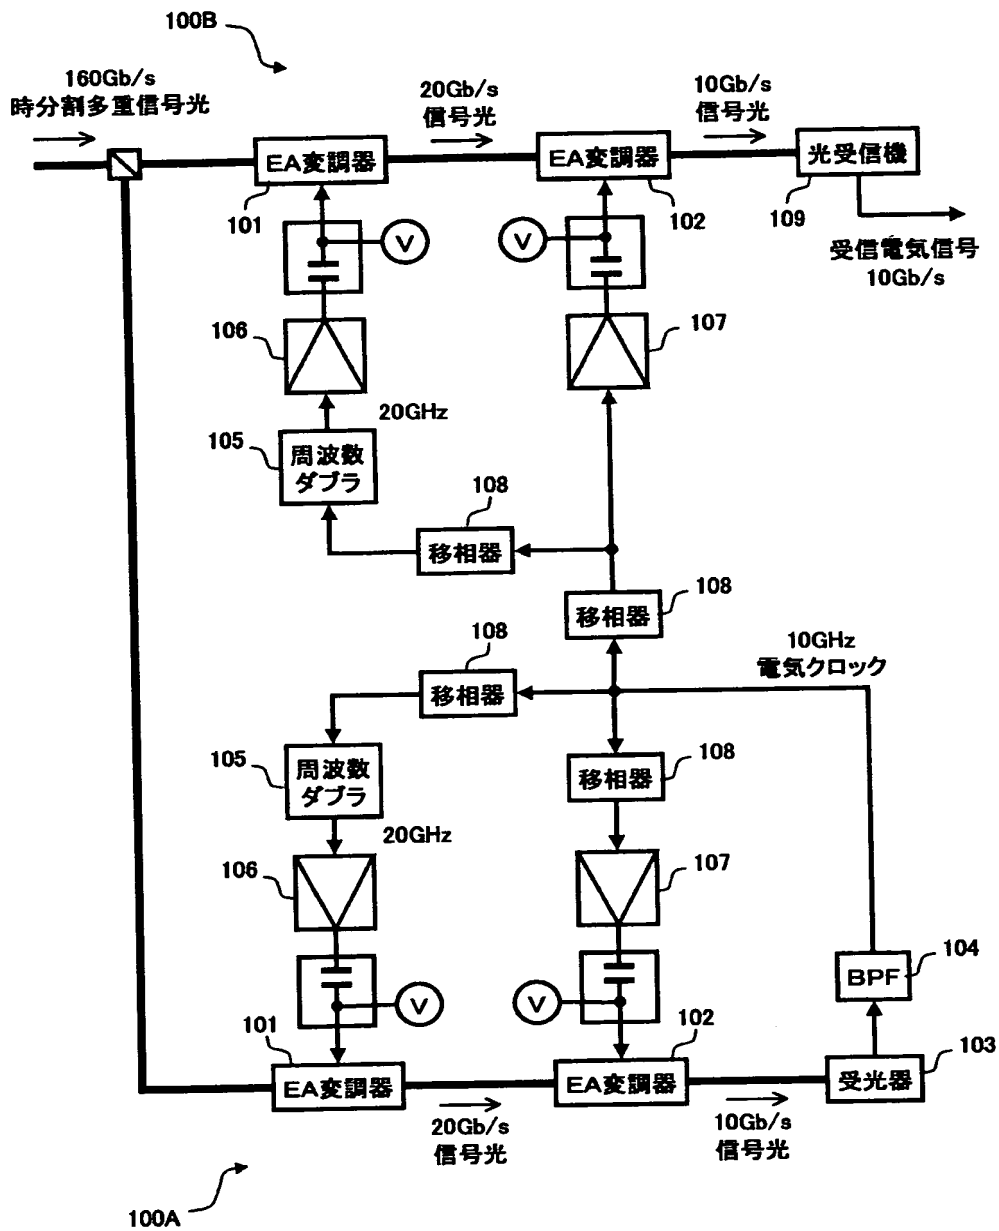 100B
160Gb/s
時分割多重信号光
20Gb/s
信号光
10Gb/s
信号光
EA変調器
EA変調器
光受信機
101
102
109
V
V
受信電気信号
10Gb/s
106
107
20GHz
105
周波数
ダブラ
108
移相器
移相器
108
108
移相器
10GHz
電気クロック
105
周波数
ダブラ
移相器
108
20GHz
106
107
104
BPF
V
V
101
102
103
EA変調器
EA変調器
受光器
20Gb/s
信号光
10Gb/s
信号光
100A